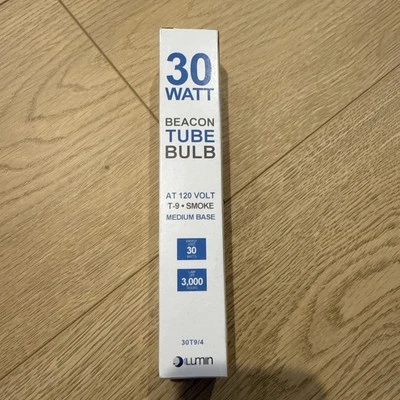 30
WATT
BEACON
TUBE
BULB
AT 120 VOLT
T-9 • SMOKE
MEDIUM BASE
30
3,000
30T9/4
LUMIN